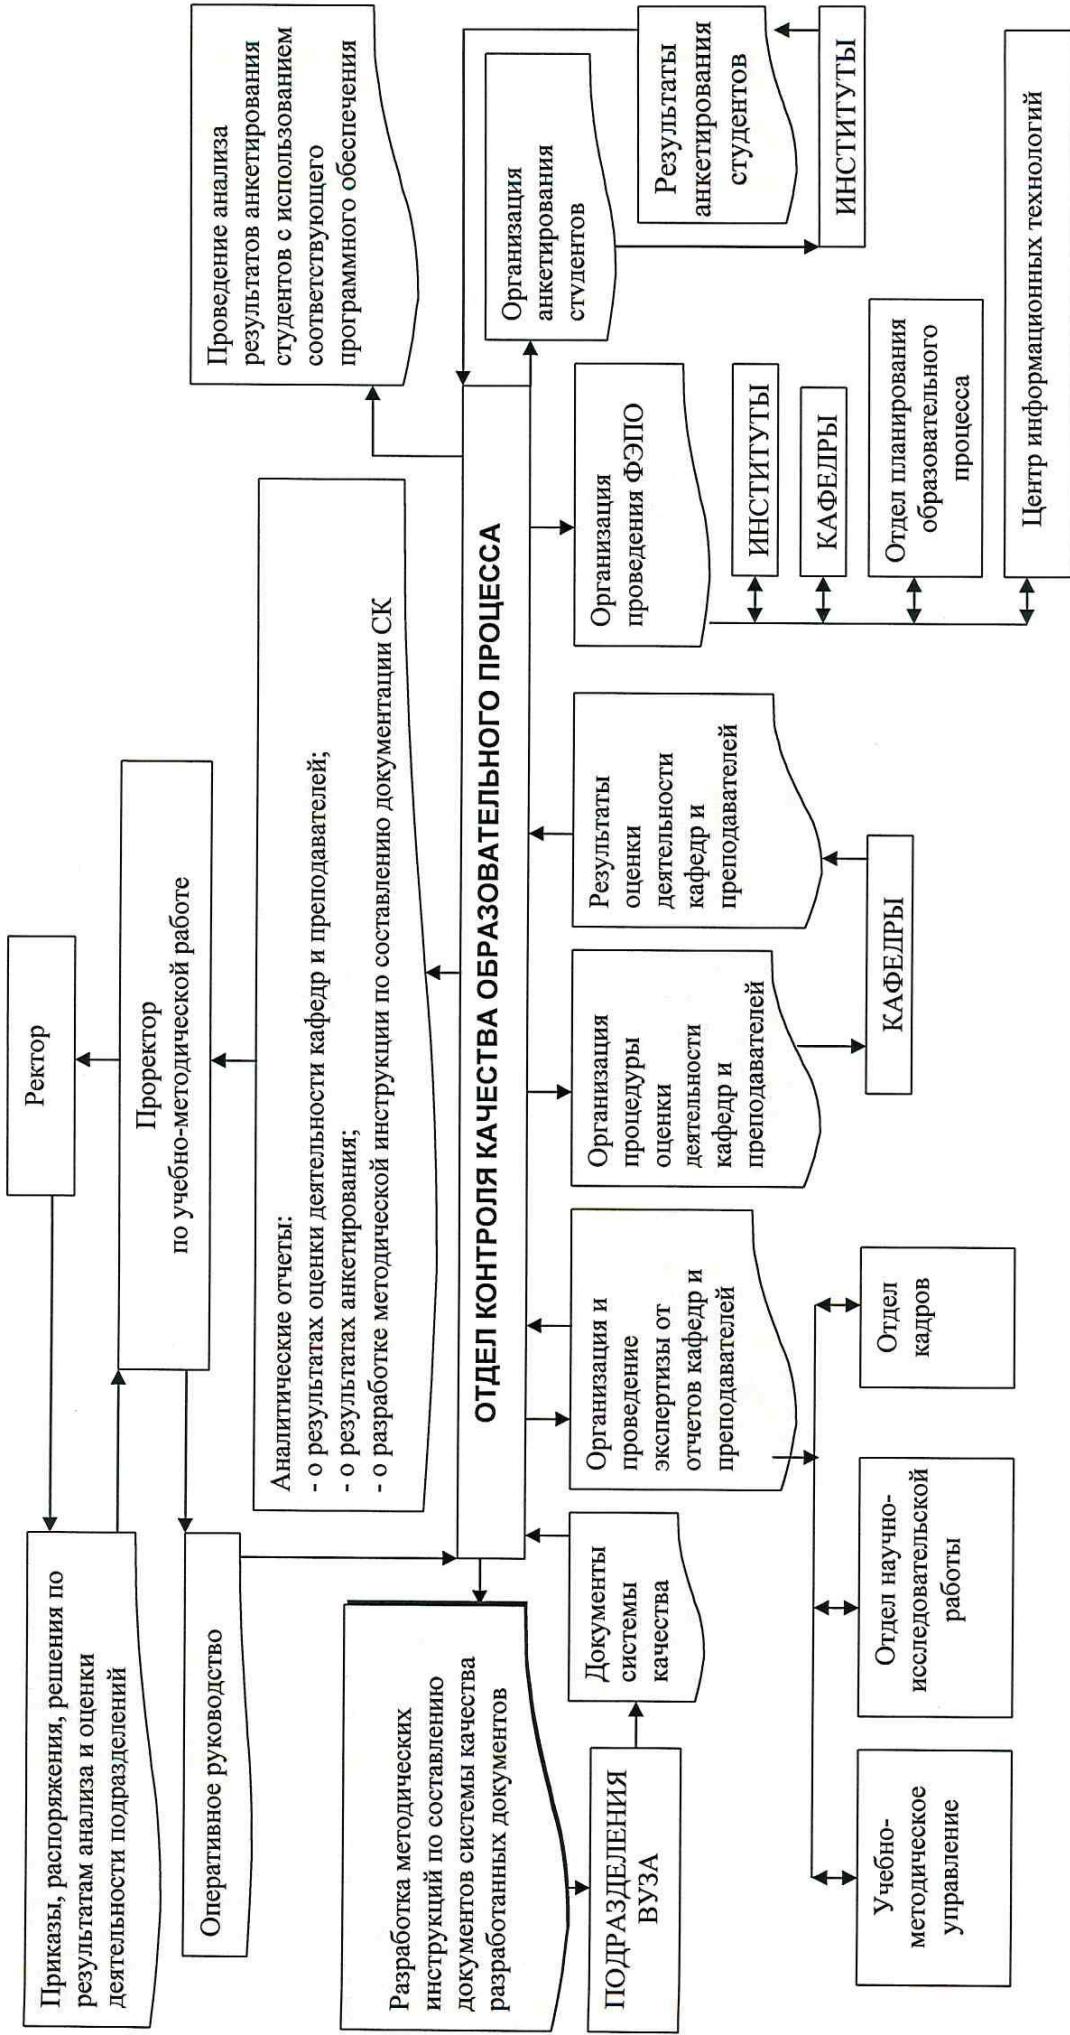 Ректор
Проректор
по учебно-методической работе
Приказы, распоряжения, решения по
результатам анализа и оценки
деятельности подразделений
Оперативное руководство
Аналитические отчеты:
- о результатах оценки деятельности кафедр и преподавателей;
- о результатах анкетирования;
- о разработке методической инструкции по составлению документации СК
Проведение анализа
результатов анкетирования
студентов с использованием
соответствующего
программного обеспечения
ОТДЕЛ КОНТРОЛЯ КАЧЕСТВА ОБРАЗОВАТЕЛЬНОГО ПРОЦЕССА
Разработка методических
инструкций по составлению
документов системы качества
разработанных документов
ПОДРАЗДЕЛЕНИЯ
ВУЗА
Документы
системы
качества
Организация и
проведение
экспертизы от
отчетов кафедр и
преподавателей
Учебно-
методическое
управление
Отдел научно-
исследовательской
работы
Отдел
кадров
Организация
процедуры
оценки
деятельности
кафедр и
преподавателей
Результаты
оценки
деятельности
кафедр и
преподавателей
КАФЕДРЫ
Организация
проведения ФЭПО
ИНСТИТУТЫ
КАФЕДРЫ
Отдел планирования
образовательного
процесса
Центр информационных технологий
Организация
анкетирования
студентов
Результаты
анкетирования
студентов
ИНСТИТУТЫ